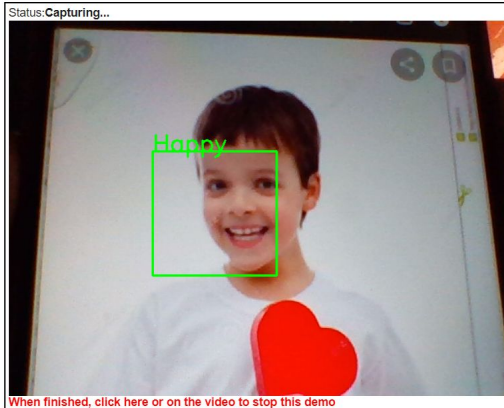 Status:Capturing...
Happy
When finished, click here or on the video to stop this demo